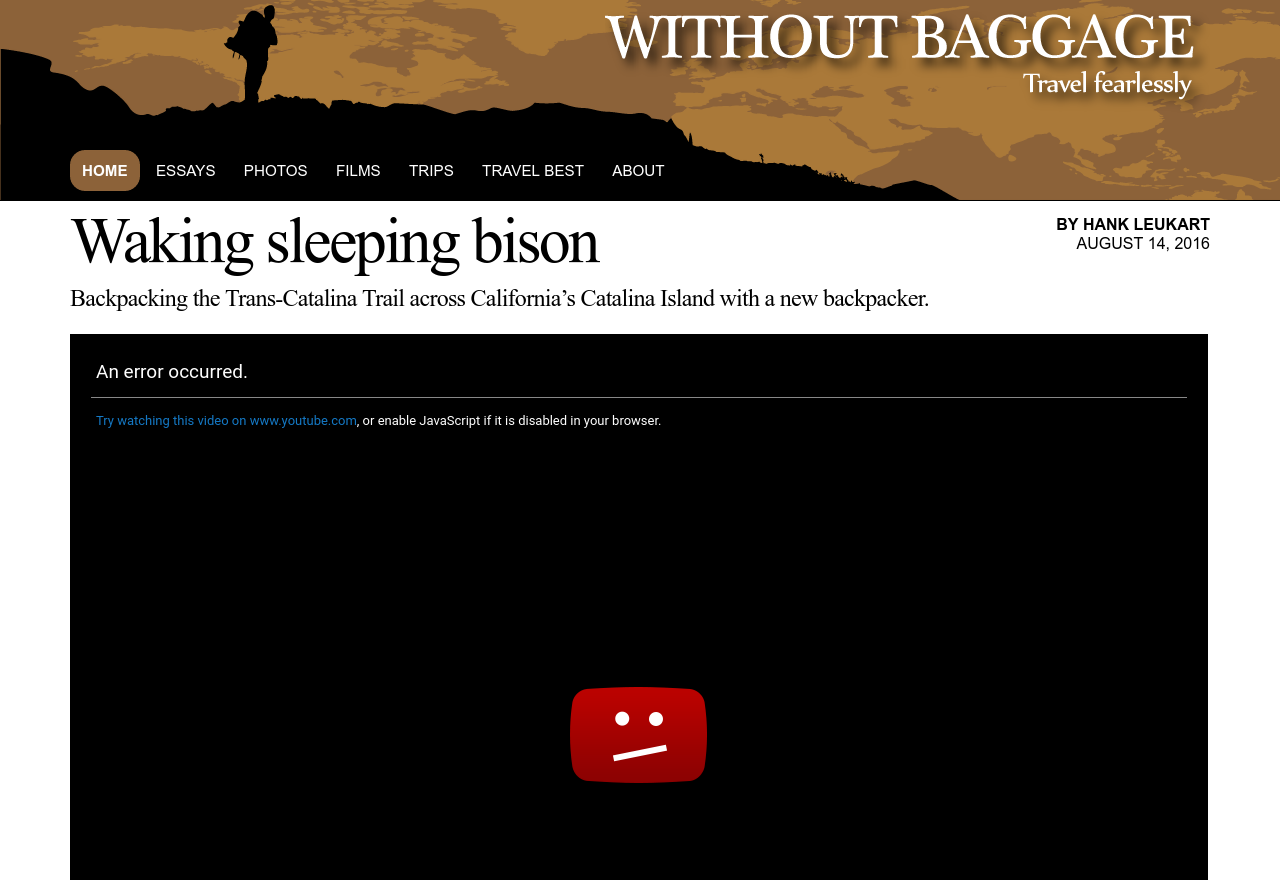 WITHOUT BAGGAGE
Travel fearlessly
HOME ESSAYS PHOTOS FILMS TRIPS TRAVEL BEST ABOUT
Waking sleeping bison
BY HANK LEUKART
AUGUST 14, 2016
Backpacking the Trans-Catalina Trail across California’s Catalina Island with a new backpacker.
An error occurred.
Try watching this video on www.youtube.com, or enable JavaScript if it is disabled in your browser.